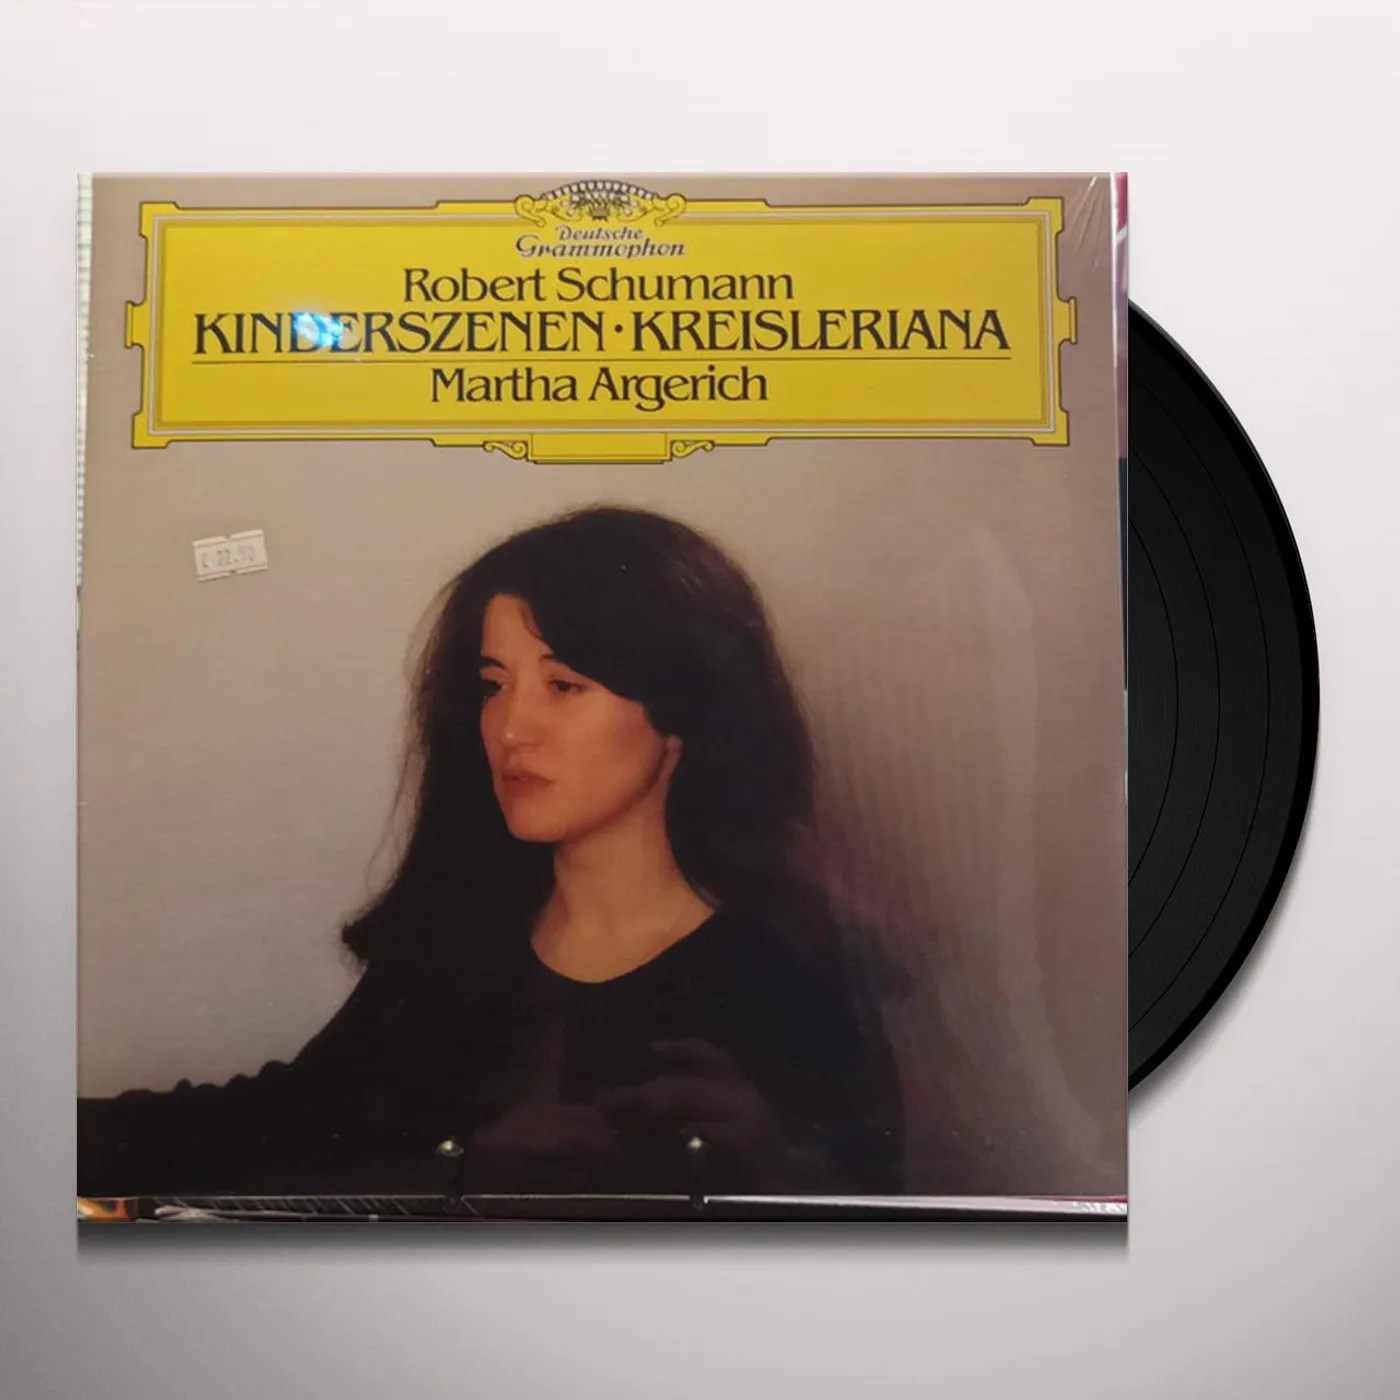 Deutsche
Grammophon
Robert Schumann
KINDERSZENEN · KREISLERIANA
Martha Argerich